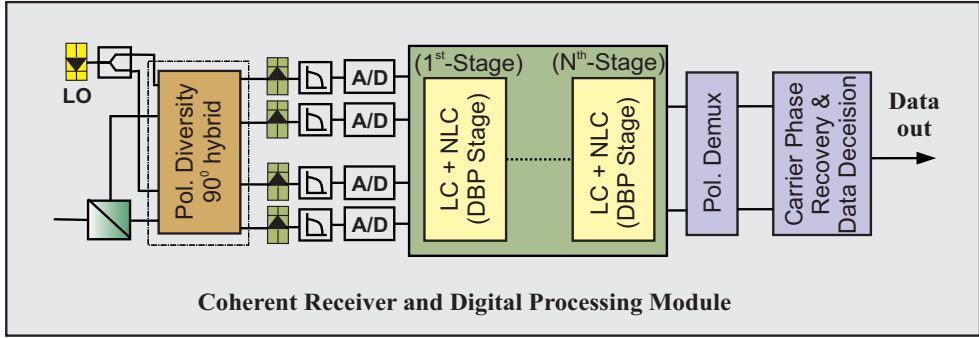 LO
Pol. Diversity
90⁰ hybrid
A/D
A/D
A/D
A/D
(1ˢᵗ-Stage)
LC + NLC
(DBP Stage)
(Nᵗʰ-Stage)
LC + NLC
(DBP Stage)
Pol. Demux
Carrier Phase
Recovery &
Data Deceision
Data
out
Coherent Receiver and Digital Processing Module